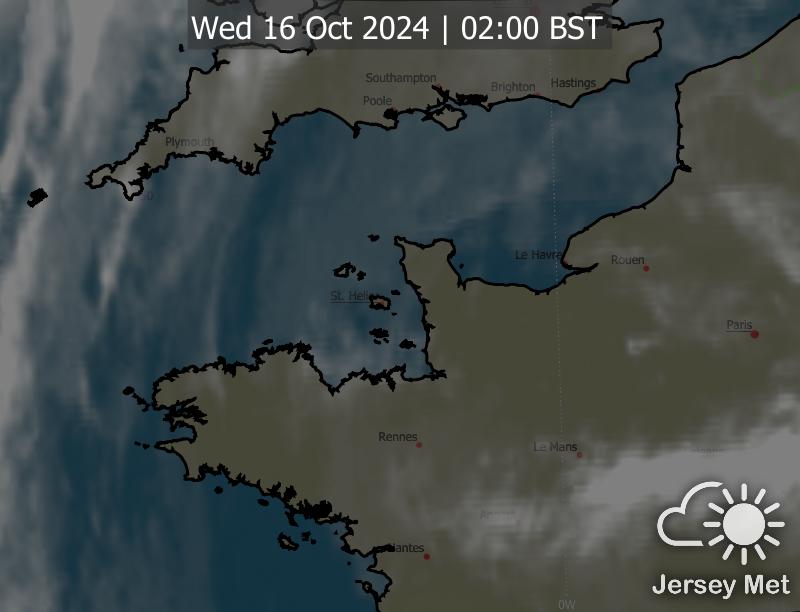 Wed 16 Oct 2024 | 02:00 BST
Southampton
Brighton
Hastings
Poole
Plymouth
Le Havre
Rouen
St. Helier
Paris
Rennes
Le Mans
Nantes
Jersey Met
0W